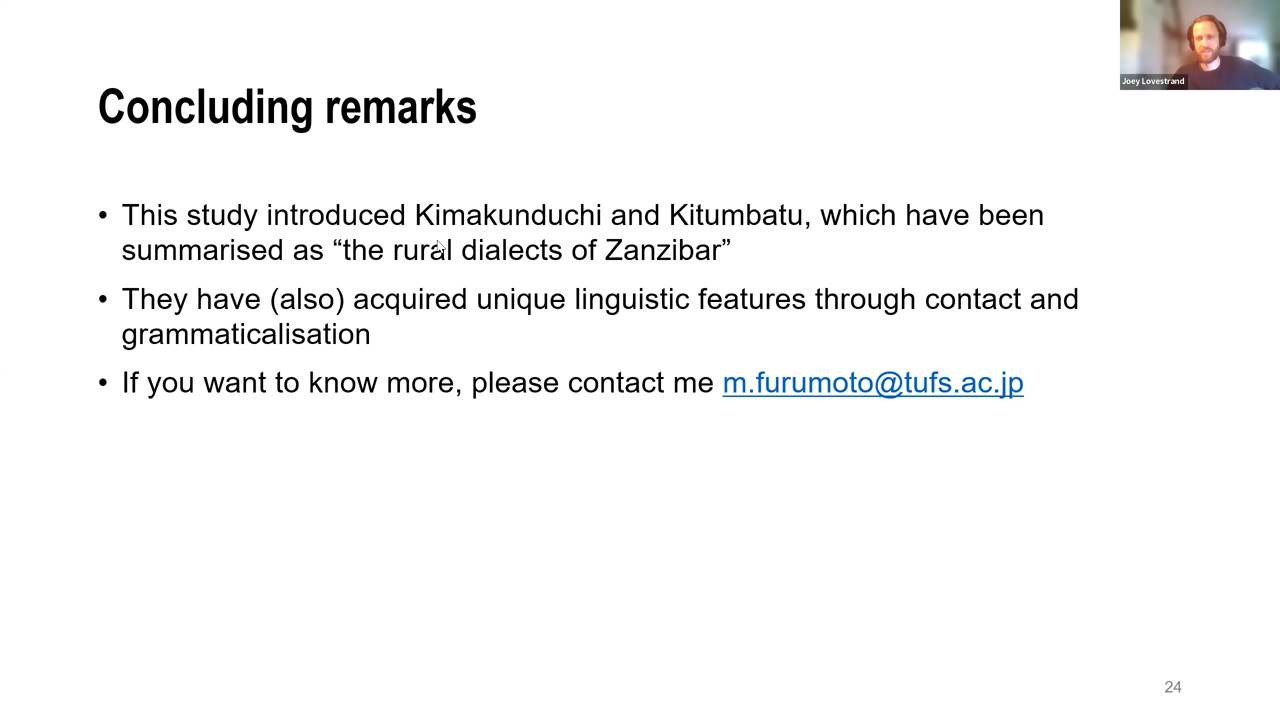 Joey Lovestrand
Concluding remarks
• This study introduced Kimakunduchi and Kitumbatu, which have been
summarised as “the rural dialects of Zanzibar”
• They have (also) acquired unique linguistic features through contact and
grammaticalisation
• If you want to know more, please contact me m.furumoto@tufs.ac.jp
24